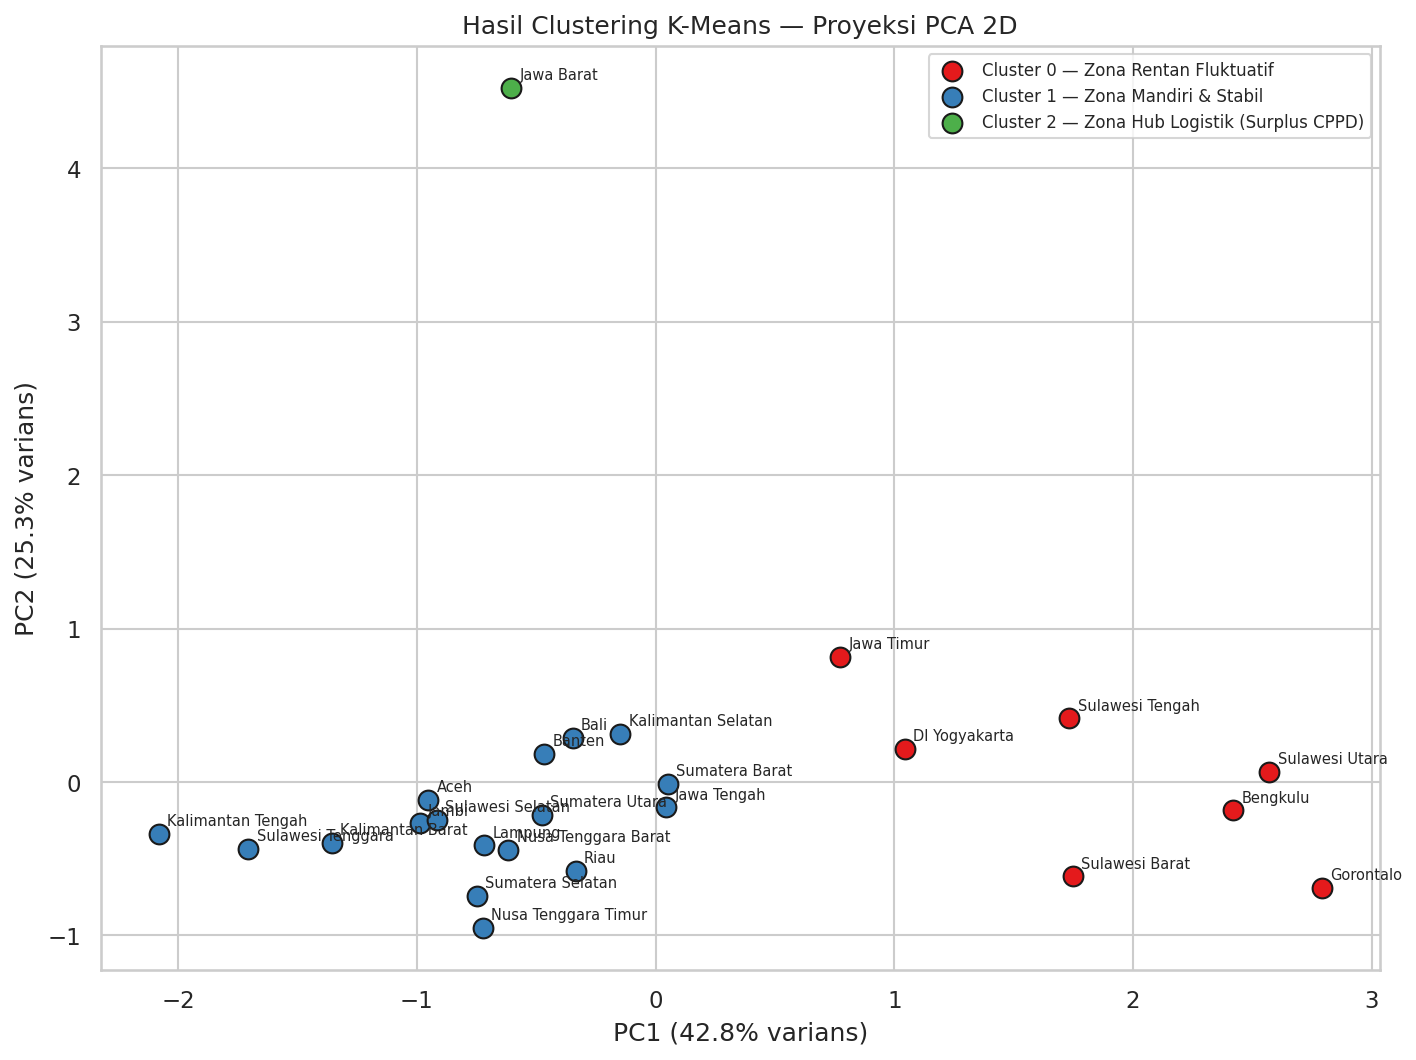 Hasil Clustering K-Means — Proyeksi PCA 2D
Cluster 0 — Zona Rentan Fluktuatif
Cluster 1 — Zona Mandiri & Stabil
Cluster 2 — Zona Hub Logistik (Surplus CPPD)
Jawa Barat
Jawa Timur
Sulawesi Tengah
Kalimantan Selatan
Bali
DI Yogyakarta
Banten
Sulawesi Utara
Sumatera Barat
Aceh
Jawa Tengah
Bengkulu
Sumatera Utara
Sulawesi Selatan
Jambi
Kalimantan Tengah
Kalimantan Barat
Sulawesi Tenggara
Lampung
Nusa Tenggara Barat
Riau
Sulawesi Barat
Gorontalo
Sumatera Selatan
Nusa Tenggara Timur
4
3
2
1
0
−1
PC2 (25.3% varians)
−2
−1
0
1
2
3
PC1 (42.8% varians)